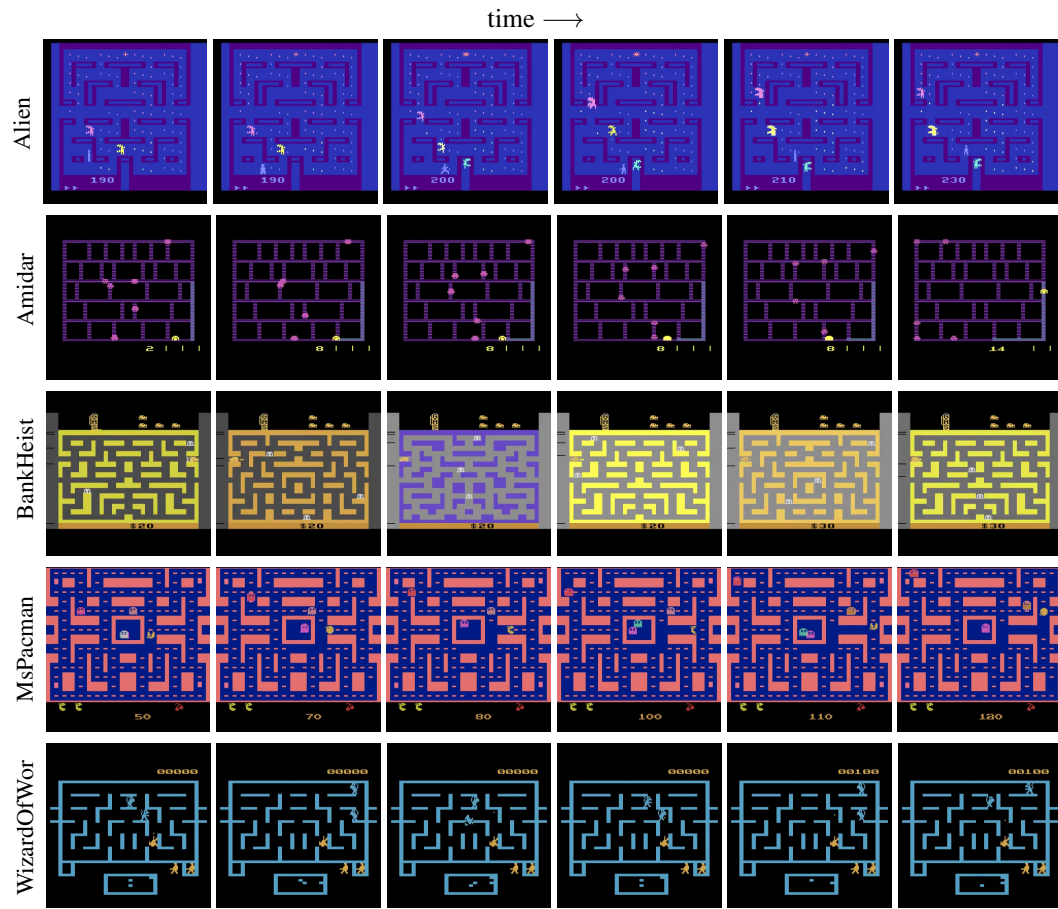 time →
Alien
190 190 200 200 210 230
Amidar
2 8 8 8 8 14
BankHeist
$20 $20 $20 $20 $30 $30
MsPacman
50 70 80 100 110 180
WizardOfWor
00000 00000 00000 00000 00100 00100